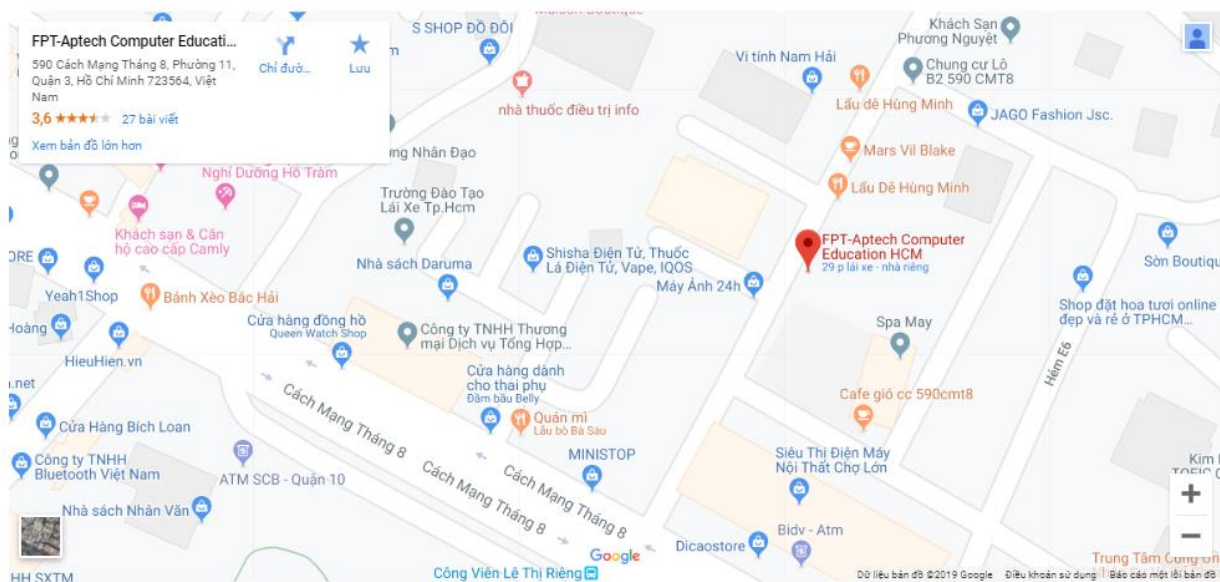 FPT-Aptech Computer Educati...
590 Cách Mạng Tháng 8, Phường 11,
Quận 3, Hồ Chí Minh 723564, Việt
Nam
3,6
27 bài viết
Xem bản đồ lớn hơn
Chỉ đườ...
Lưu
S SHOP ĐỒ ĐÔI
nhà thuốc điều trị info
Vi tính Nam Hải
Khách Sạn
Phương Nguyệt
Chung cư Lô
B2 590 CMT8
Lẩu dê Hùng Minh
JAGO Fashion Jsc.
Mars Vil Blake
Lẩu Dê Hùng Minh
Nhân Đạo
Nghỉ Dưỡng Hồ Tràm
Trường Đào Tạo
Lái Xe Tp.Hcm
Khách sạn & Căn
hộ cao cấp Camly
FPT-Aptech Computer
Education HCM
29 p lái xe - nhà riêng
Shisha Điện Tử, Thuốc
Lá Điện Tử, Vape, IQOS
Nhà sách Daruma
Máy Ảnh 24h
Sờn Boutiqu
Yeah1Shop
Bánh Xèo Bắc Hải
Shop đặt hoa tươi online
đẹp và rẻ ở TPHCM...
Hoàng
Cửa hàng đồng hồ
Queen Watch Shop
Công ty TNHH Thương
mại Dịch vụ Tổng Hợp...
Spa May
HieuHien.vn
Hẻm E6
Cửa hàng dành
cho thai phụ
Đầm bầu Belly
Cafe gió cc 590cmt8
Cách Mạng Tháng 8
Quán mì
Lẩu bò Bà Sáu
Cửa Hàng Bích Loan
MINISTOP
Siêu Thị Điện Máy
Nội Thất Chợ Lớn
Công ty TNHH
Bluetooth Việt Nam
ATM SCB - Quận 10
Cách Mạng Tháng 8
Cách Mạng Tháng 8
Nhà sách Nhân Văn
Bidv - Atm
Dicaostore
Google
Công Viên Lê Thị Riêng
HH SXTM
Dữ liệu bản đồ ©2019 Google
Điều khoản sử dụng
Báo cáo một lỗi bản đồ